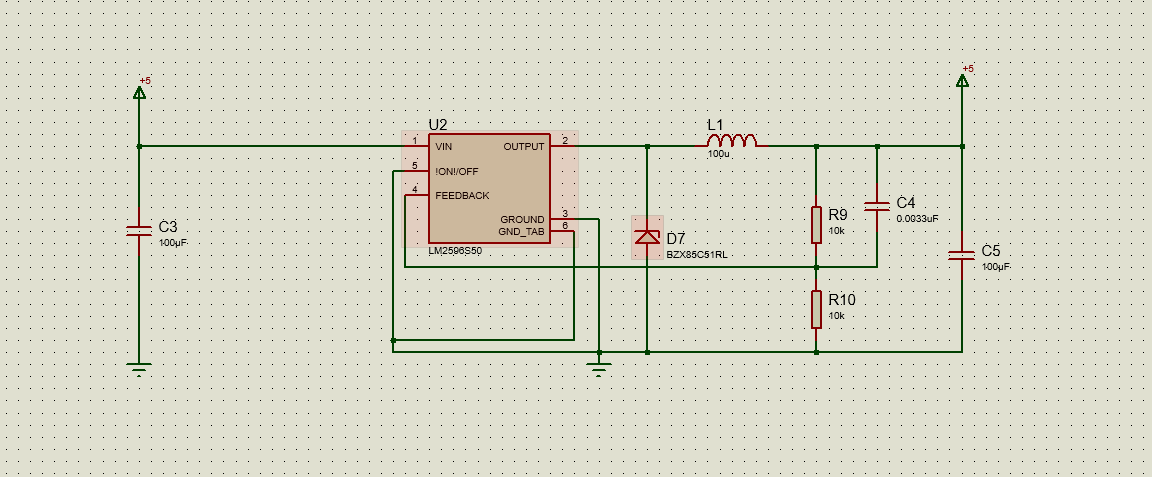 +5
+5
U2
L1
1
VIN
OUTPUT
2
100u
5
!ON!/OFF
4
FEEDBACK
C4
0.0033uF
R9
10k
GROUND
3
GND_TAB
6
C3
100µF
D7
BZX85C51RL
LM2596S50
C5
100µF
R10
10k